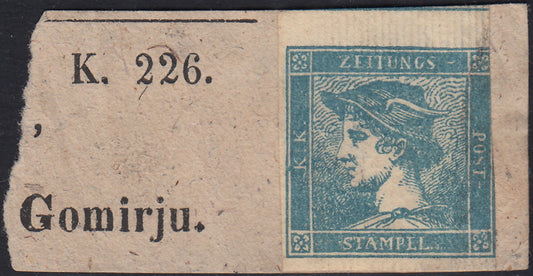 K. 226.
,
Gomirju.
ZEITUNGS-
K K
POST-
STAMPEL.